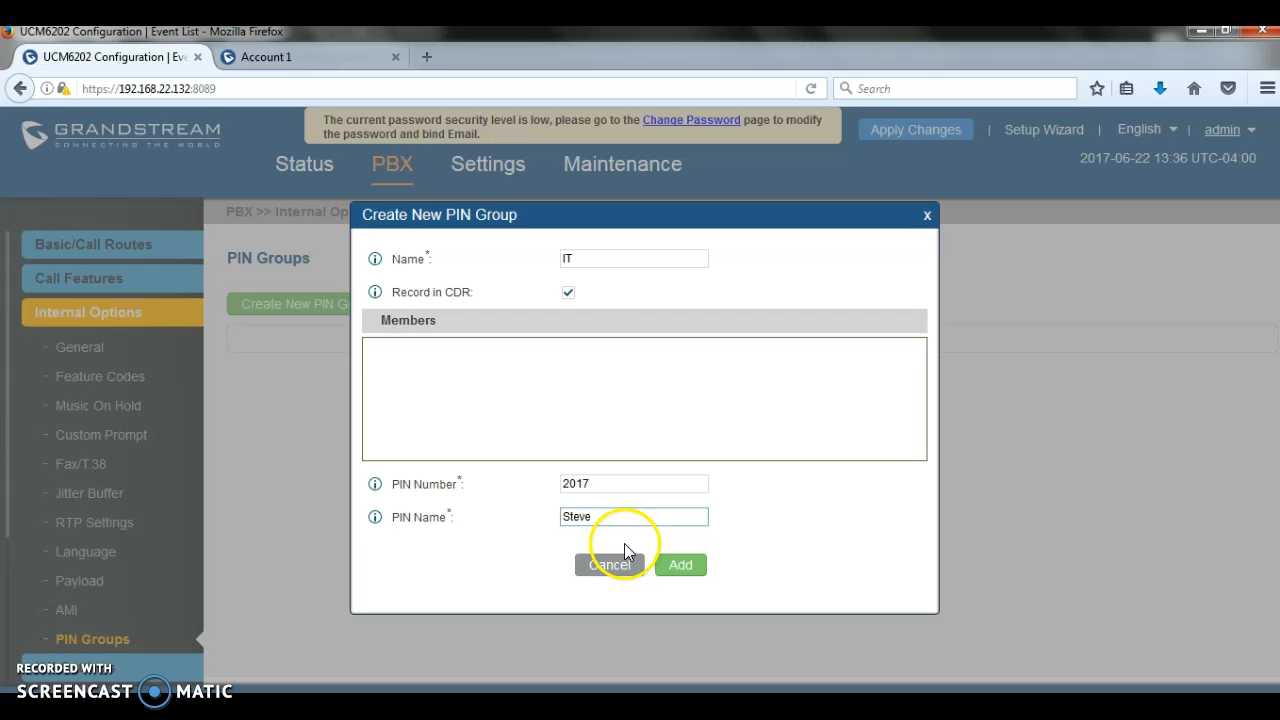 UCM6202 Configuration | Event List - Mozilla Firefox
UCM6202 Configuration | Eve
Account 1
https://192.168.22.132:8089
Search
GRANDSTREAM
CONNECTING THE WORLD
The current password security level is low, please go to the Change Password page to modify
the password and bind Email.
Apply Changes | Setup Wizard | English | admin
Status PBX Settings Maintenance
2017-06-22 13:36 UTC-04:00
PBX >> Internal Op
Basic/Call Routes
Call Features
Internal Options
- General
- Feature Codes
- Music On Hold
- Custom Prompt
- Fax/T.38
- Jitter Buffer
- RTP Settings
- Language
- Payload
- AMI
- PIN Groups
PIN Groups
Create New PIN G
Create New PIN Group
x
Name*: IT
Record in CDR:
Members
PIN Number*: 2017
PIN Name*: Steve
Cancel Add
RECORDED WITH
SCREENCAST MATIC